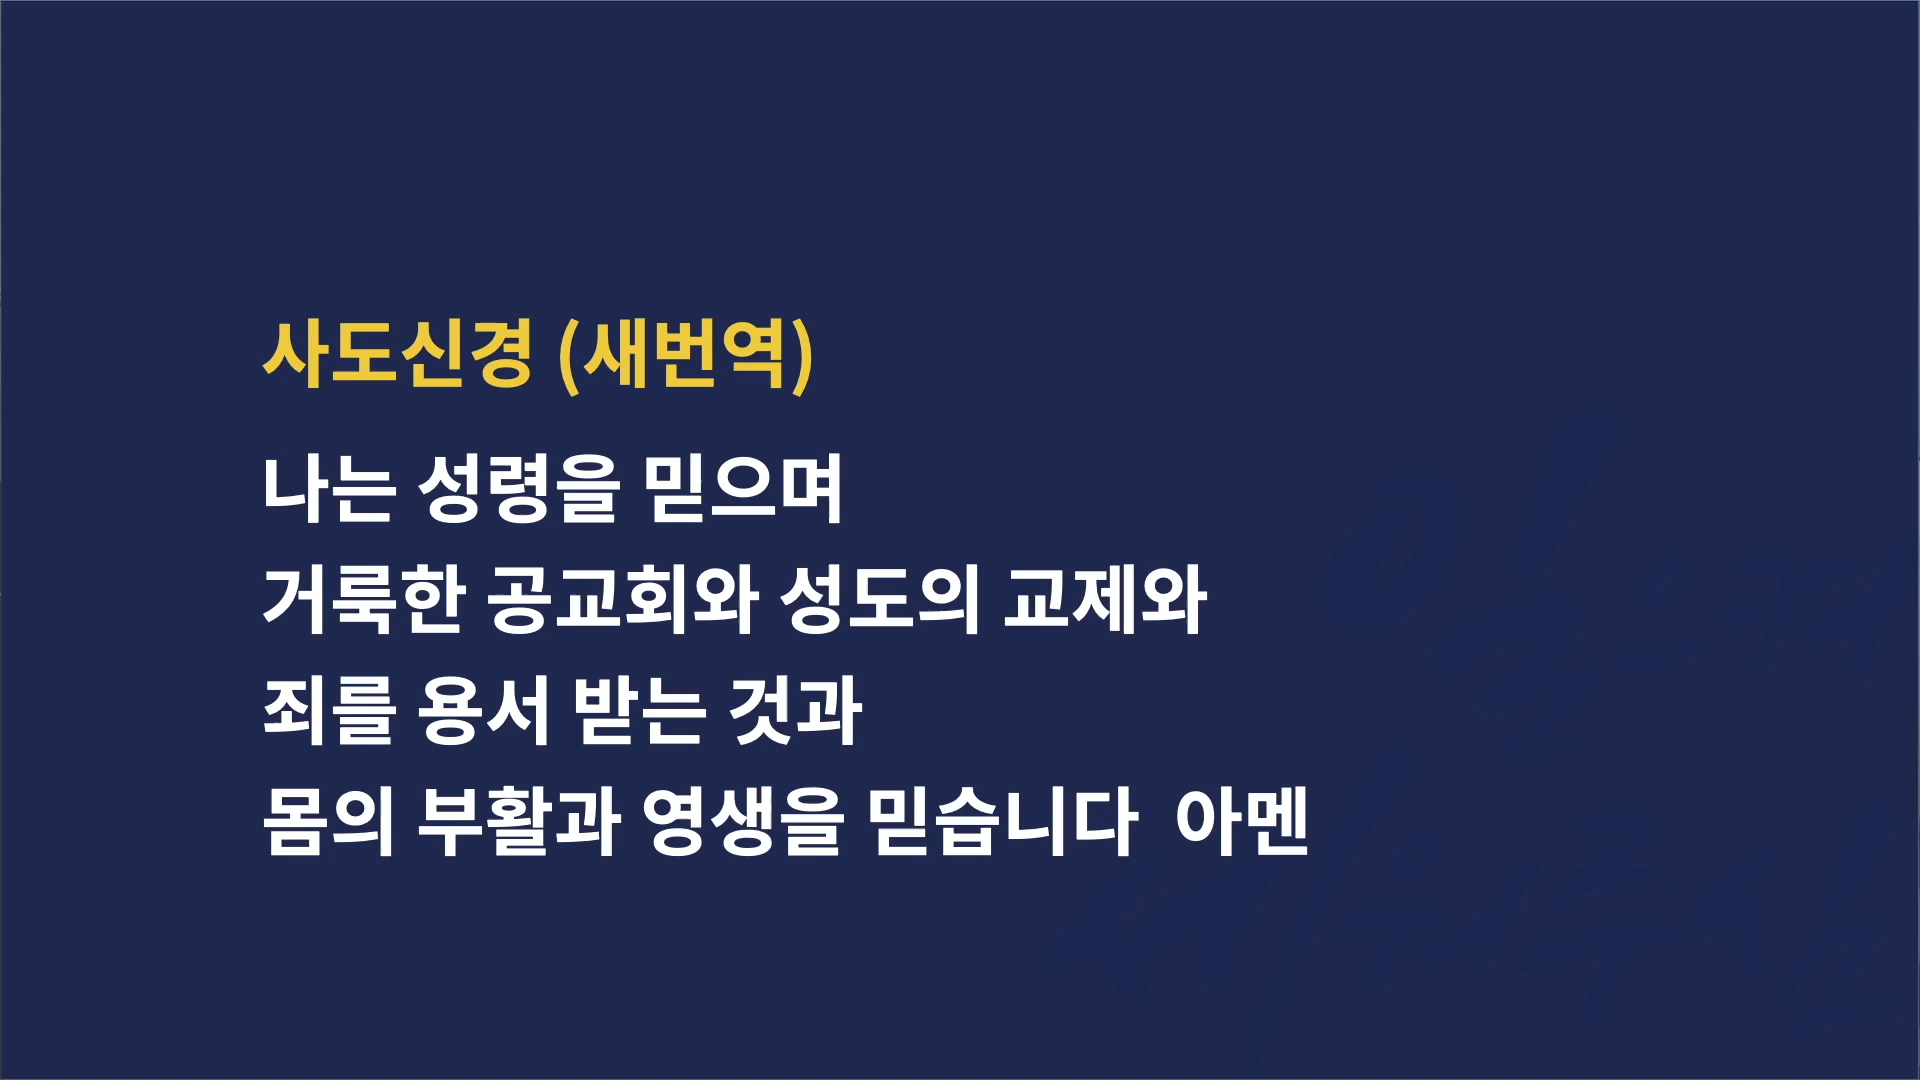 사도신경 (새번역)
나는 성령을 믿으며
거룩한 공교회와 성도의 교제와
죄를 용서 받는 것과
몸의 부활과 영생을 믿습니다  아멘